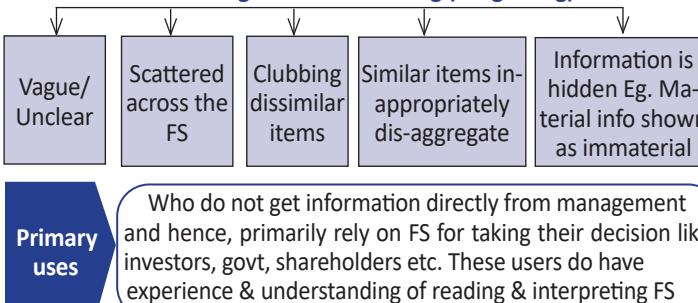 Vague/
Unclear
Scattered
across the
FS
Clubbing
dissimilar
items
Similar items in-
appropriately
dis-aggregate
Information is
hidden Eg. Ma-
terial info shown
as immaterial
Primary
uses
Who do not get information directly from management
and hence, primarily rely on FS for taking their decision lik
investors, govt, shareholders etc. These users do have
experience & understanding of reading & interpreting FS